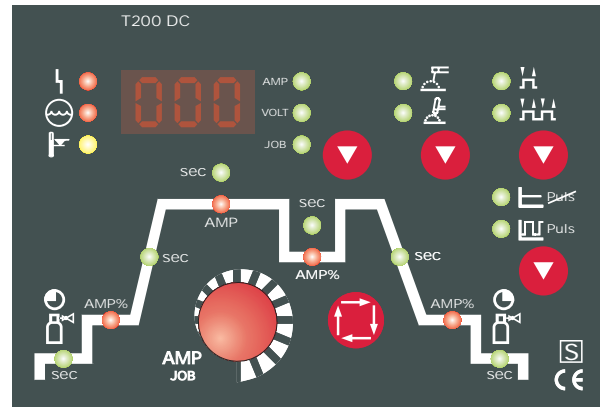 T200 DC
000
AMP
VOLT
JOB
sec
AMP
sec
AMP%
sec
sec
AMP%
AMP%
sec
sec
Puls
Puls
AMP
JOB
S
CE